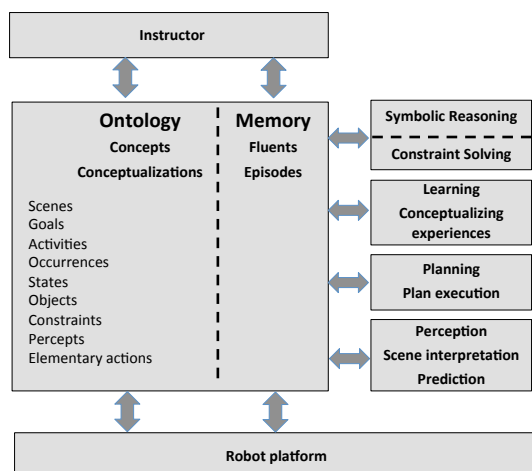 Instructor
Ontology
Concepts
Conceptualizations
Scenes
Goals
Activities
Occurrences
States
Objects
Constraints
Percepts
Elementary actions
Memory
Fluents
Episodes
Symbolic Reasoning
Constraint Solving
Learning
Conceptualizing
experiences
Planning
Plan execution
Perception
Scene interpretation
Prediction
Robot platform